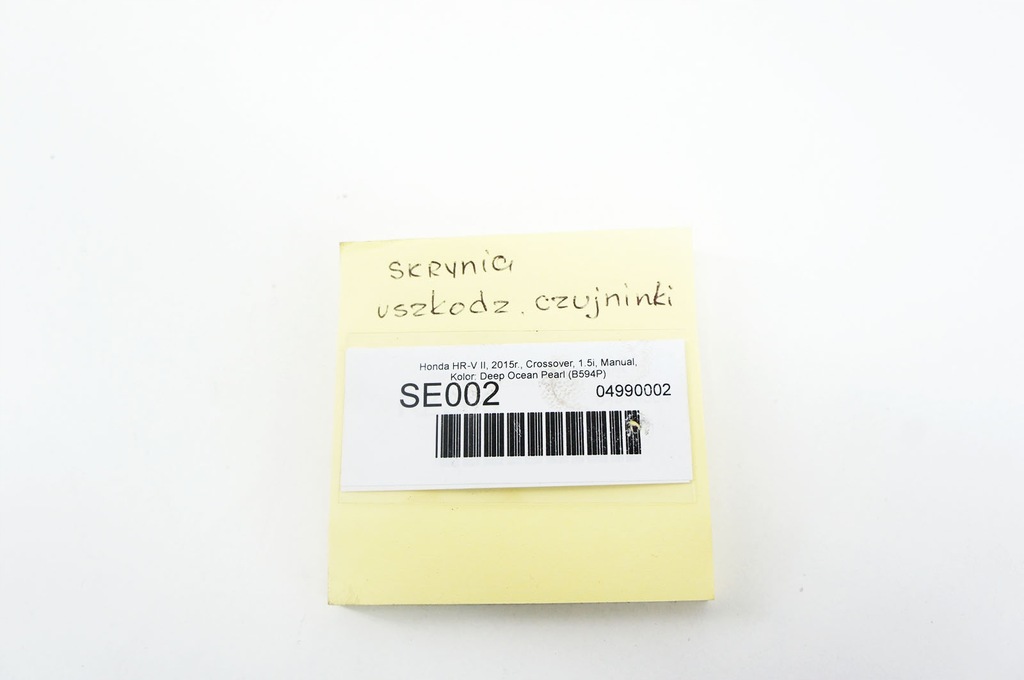 SKRYNIA
uszkodz. czujninki
Honda HR-V II, 2015r., Crossover, 1.5i, Manual,
Kolor: Deep Ocean Pearl (B594P)
SE002 04990002